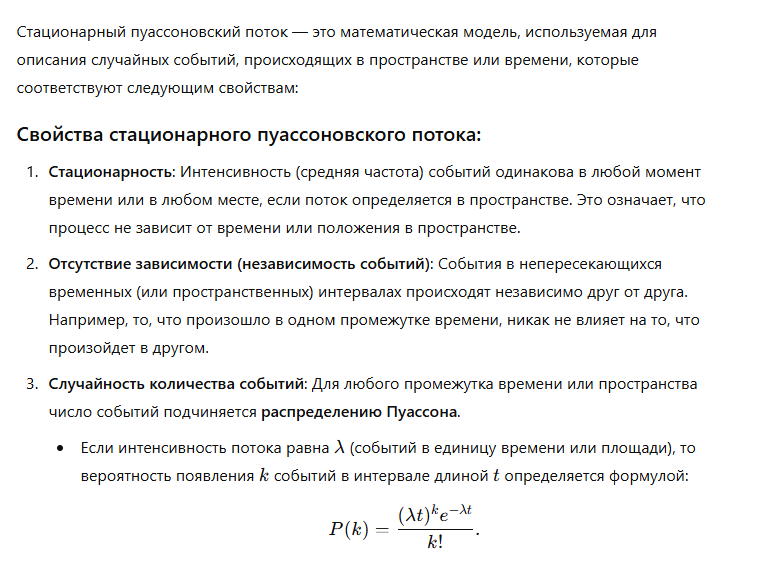 Стационарный пуассоновский поток — это математическая модель, используемая для
описания случайных событий, происходящих в пространстве или времени, которые
соответствуют следующим свойствам:
Свойства стационарного пуассоновского потока:
1. Стационарность: Интенсивность (средняя частота) событий одинакова в любой момент
времени или в любом месте, если поток определяется в пространстве. Это означает, что
процесс не зависит от времени или положения в пространстве.
2. Отсутствие зависимости (независимость событий): События в непересекающихся
временных (или пространственных) интервалах происходят независимо друг от друга.
Например, то, что произошло в одном промежутке времени, никак не влияет на то, что
произойдет в другом.
3. Случайность количества событий: Для любого промежутка времени или пространства
число событий подчиняется распределению Пуассона.
• Если интенсивность потока равна λ (событий в единицу времени или площади), то
вероятность появления k событий в интервале длиной t определяется формулой:
P(k) = (λt)^k e^{-λt} / k!.